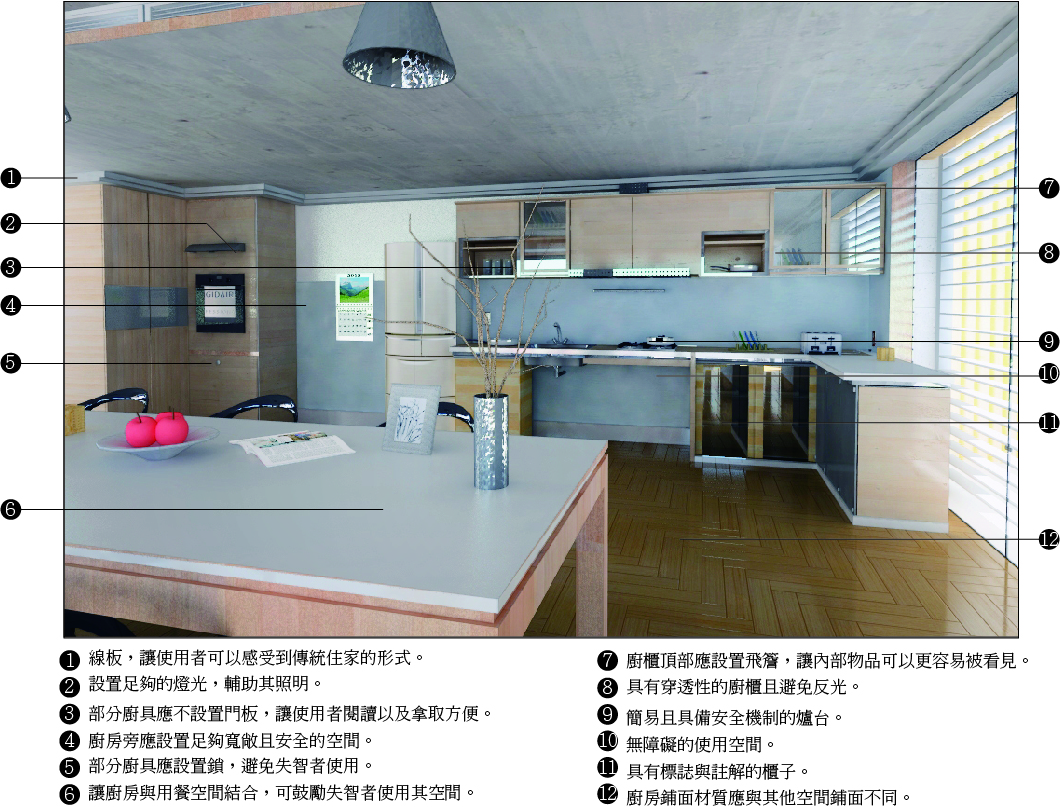 ❶ 線板，讓使用者可以感受到傳統住家的形式。
❷ 設置足夠的燈光，輔助其照明。
❸ 部分廚具應不設置門板，讓使用者閱讀以及拿取方便。
❹ 廚房旁應設置足夠寬敞且安全的空間。
❺ 部分廚具應設置鎖，避免失智者使用。
❻ 讓廚房與用餐空間結合，可鼓勵失智者使用其空間。
❼ 廚櫃頂部應設置飛簷，讓內部物品可以更容易被看見。
❽ 具有穿透性的廚櫃且避免反光。
❾ 簡易且具備安全機制的爐台。
❿ 無障礙的使用空間。
⓫ 具有標誌與註解的櫃子。
⓬ 廚房鋪面材質應與其他空間鋪面不同。
❶
❷
❸
❹
❺
❻
❼
❽
❾
❿
⓫
⓬